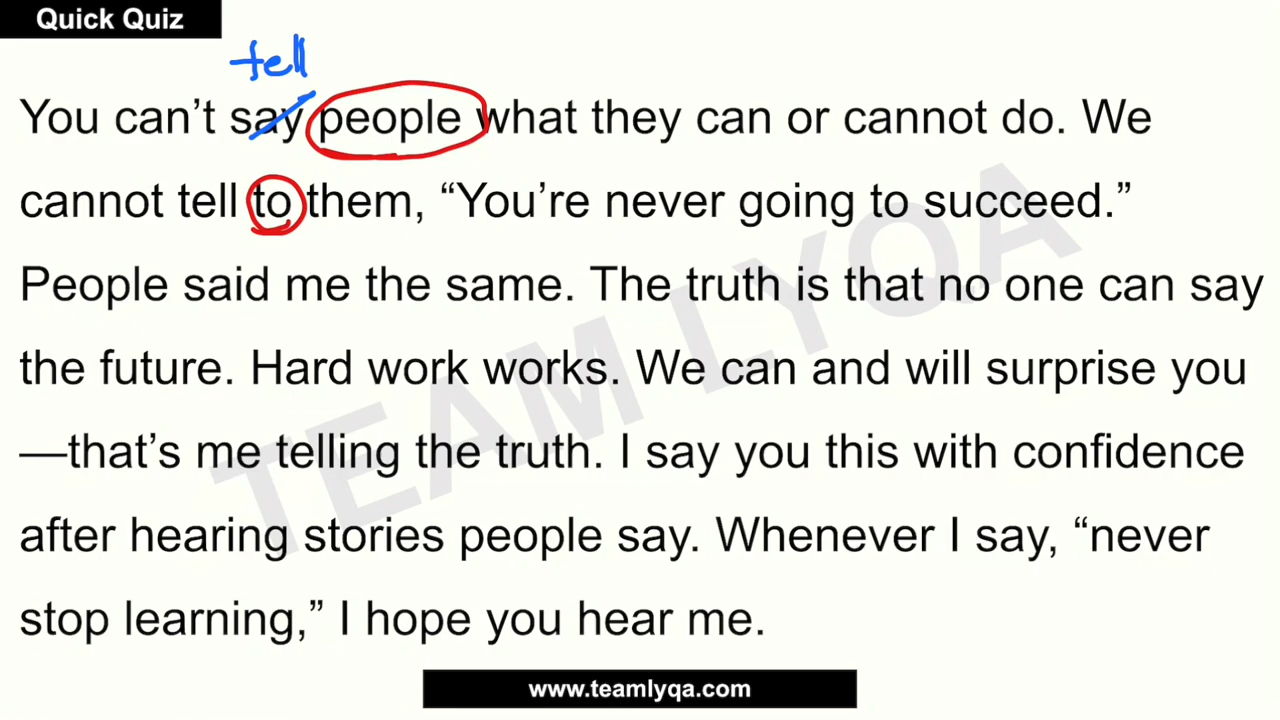 Quick Quiz
tell
You can't say people what they can or cannot do. We
cannot tell to them, “You're never going to succeed.”
People said me the same. The truth is that no one can say
the future. Hard work works. We can and will surprise you
—that's me telling the truth. I say you this with confidence
after hearing stories people say. Whenever I say, “never
stop learning,” I hope you hear me.
TEAM LYQA
www.teamlyqa.com